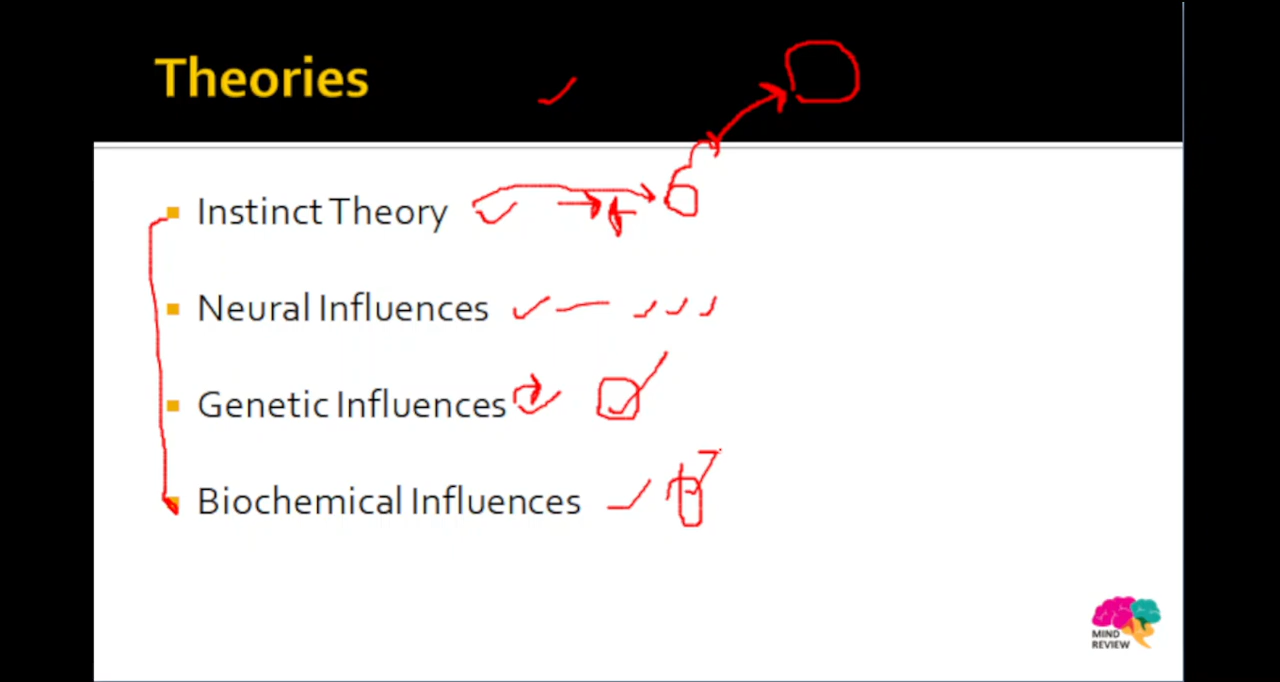 Theories
Instinct Theory
Neural Influences
Genetic Influences
Biochemical Influences
MIND
REVIEW